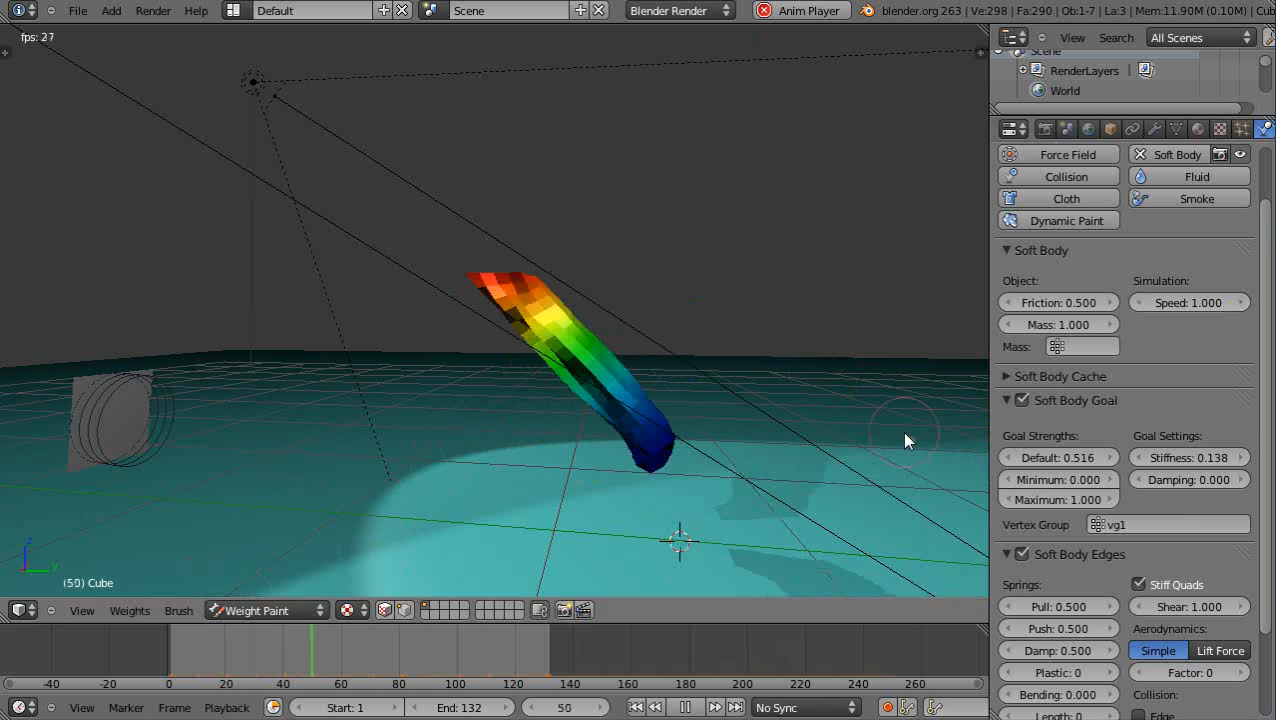 File Add Render Help Default Scene Blender Render Anim Player blender.org 263 | Ve:298 | Fa:290 | Ob:1-7 | La:3 | Mem:11.90M (0.10M) | Cub
fps: 27
View Search All Scenes
Scene
RenderLayers |
World
Force Field Soft Body
Collision Fluid
Cloth Smoke
Dynamic Paint
Soft Body
Object: Simulation:
Friction: 0.500 Speed: 1.000
Mass: 1.000
Mass:
Soft Body Cache
Soft Body Goal
Goal Strengths: Goal Settings:
Default: 0.516 Stiffness: 0.138
Minimum: 0.000 Damping: 0.000
Maximum: 1.000
Vertex Group vg1
Soft Body Edges
Springs: Stiff Quads
Pull: 0.500 Shear: 1.000
Push: 0.500 Aerodynamics:
Damp: 0.500 Simple Lift Force
Plastic: 0 Factor: 0
Bending: 0.000 Collision:
Length: 0 Edge
z
y
(50) Cube
View Weights Brush Weight Paint
-40 -20 0 20 40 60 80 100 120 140 160 180 200 220 240 260
View Marker Frame Playback Start: 1 End: 132 50 No Sync